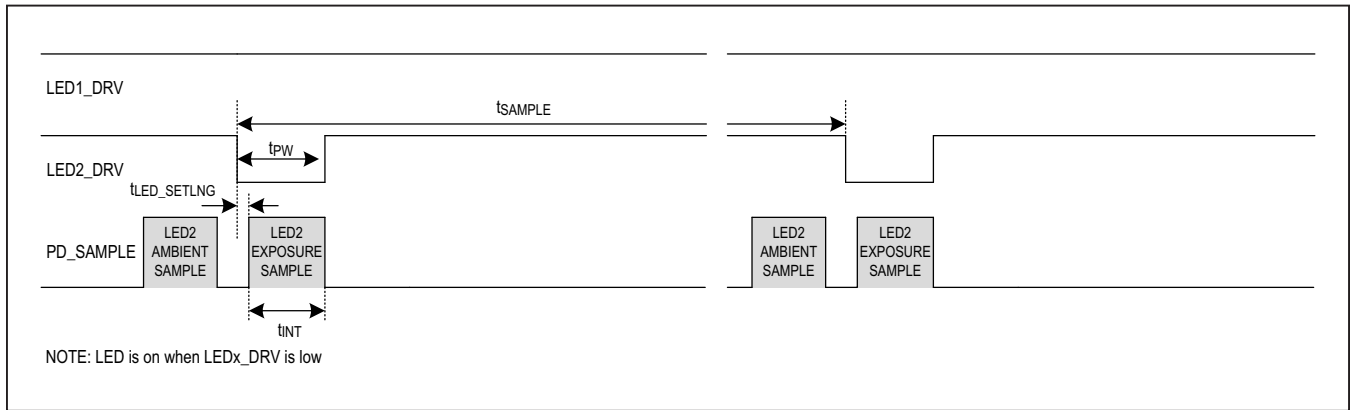 LED1_DRV
tSAMPLE
tPW
LED2_DRV
tLED_SETLNG
PD_SAMPLE
LED2
AMBIENT
SAMPLE
LED2
EXPOSURE
SAMPLE
LED2
AMBIENT
SAMPLE
LED2
EXPOSURE
SAMPLE
tINT
NOTE: LED is on when LEDx_DRV is low